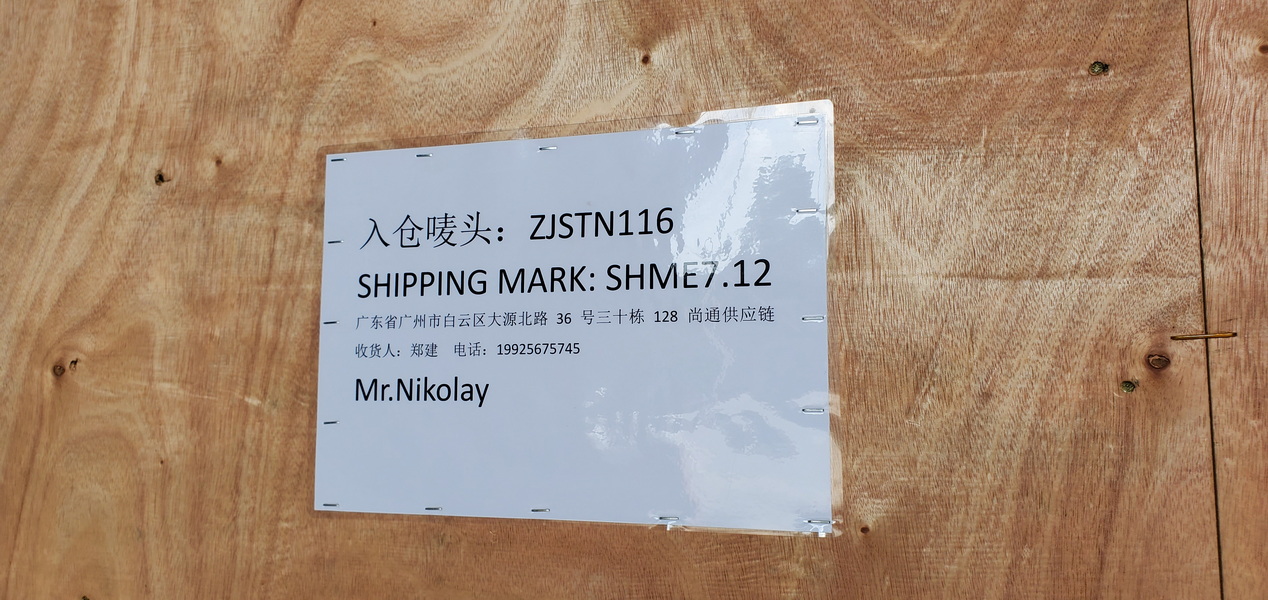 入仓唛头：ZJSTN116
SHIPPING MARK: SHME7.12
广东省广州市白云区大源北路 36 号三十栋 128 尚通供应链
收货人：郑建 电话：19925675745
Mr.Nikolay